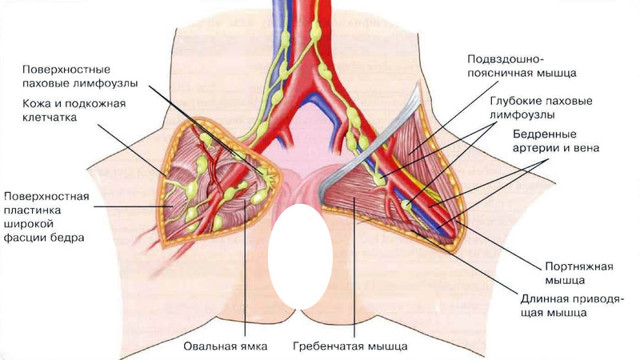 Поверхностные
паховые лимфоузлы
Кожа и подкожная
клетчатка
Поверхностная
пластинка
широкой
фасции бедра
Овальная ямка
Гребенчатая мышца
Подвздошно-
поясничная мышца
Глубокие паховые
лимфоузлы
Бедренные
артерии и вена
Портняжная
мышца
Длинная приводя-
щая мышца